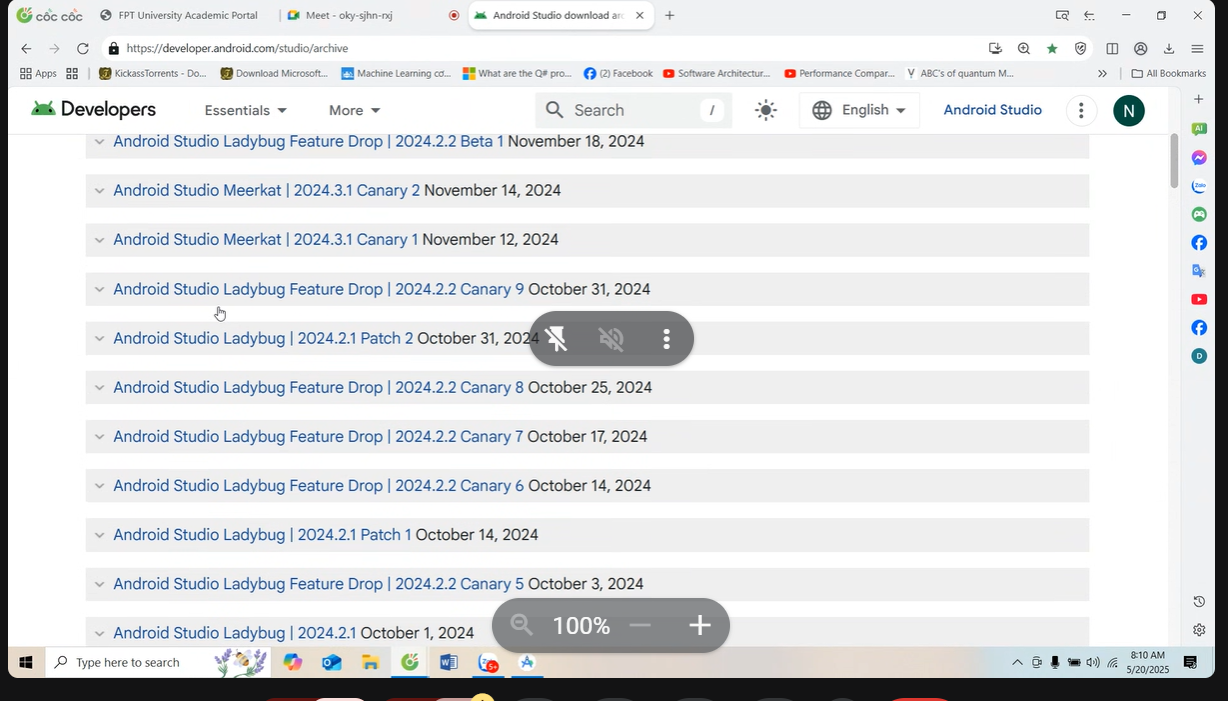 cốc cốc
FPT University Academic Portal
Meet - oky-sjhn-rxj
Android Studio download arc
https://developer.android.com/studio/archive
Apps
KickassTorrents - Do...
Download Microsoft...
Machine Learning cơ...
What are the Q# pro...
(2) Facebook
Software Architectur...
Performance Compar...
ABC's of quantum M...
All Bookmarks
Developers
Essentials
More
Search
/
English
Android Studio
N
Android Studio Ladybug Feature Drop | 2024.2.2 Beta 1 November 18, 2024
Android Studio Meerkat | 2024.3.1 Canary 2 November 14, 2024
Android Studio Meerkat | 2024.3.1 Canary 1 November 12, 2024
Android Studio Ladybug Feature Drop | 2024.2.2 Canary 9 October 31, 2024
Android Studio Ladybug | 2024.2.1 Patch 2 October 31, 2024
Android Studio Ladybug Feature Drop | 2024.2.2 Canary 8 October 25, 2024
Android Studio Ladybug Feature Drop | 2024.2.2 Canary 7 October 17, 2024
Android Studio Ladybug Feature Drop | 2024.2.2 Canary 6 October 14, 2024
Android Studio Ladybug | 2024.2.1 Patch 1 October 14, 2024
Android Studio Ladybug Feature Drop | 2024.2.2 Canary 5 October 3, 2024
Android Studio Ladybug | 2024.2.1 October 1, 2024
100%
AI
Zalo
D
Type here to search
5+
8:10 AM
5/20/2025